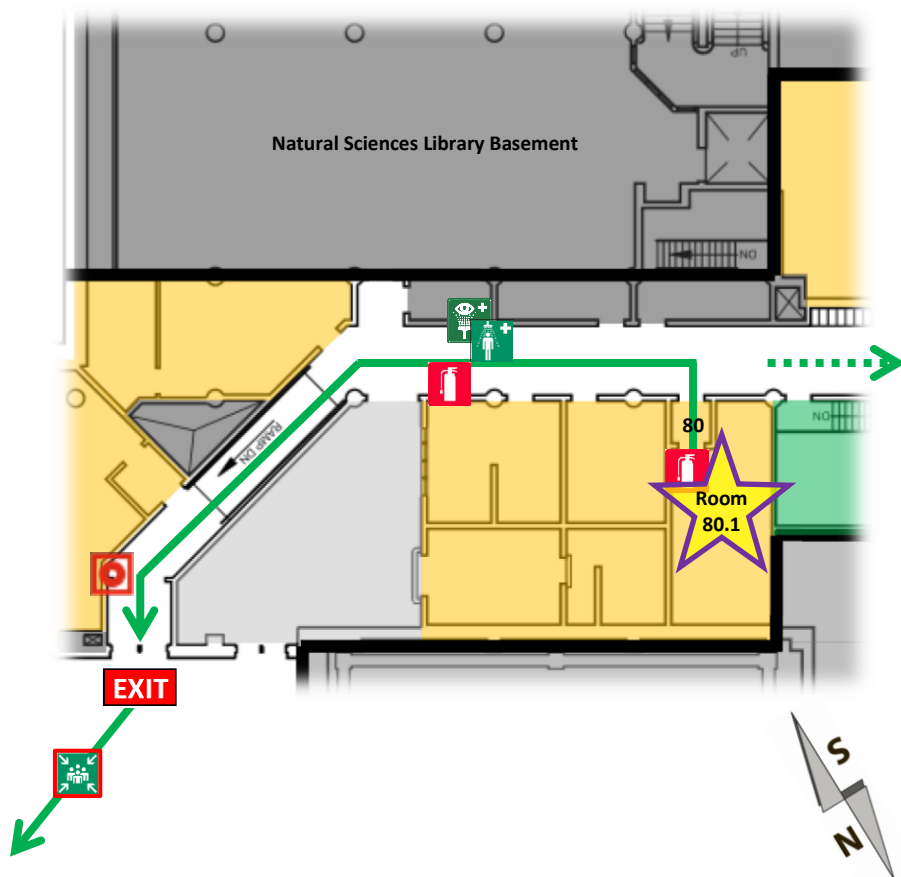 UP
Natural Sciences Library Basement
DN
RAMP DN
80
DN
Room
80.1
EXIT
S
N